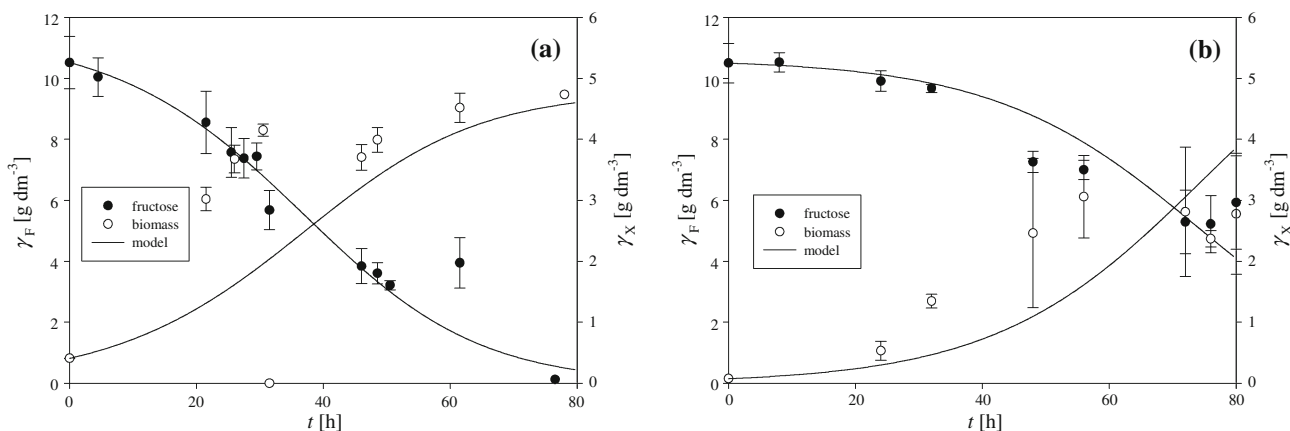 12
10
8
6
4
2
0
γF [g dm-3]
6
5
4
3
2
1
0
γX [g dm-3]
(a)
fructose
biomass
model
0 20 40 60 80
t [h]
12
10
8
6
4
2
0
γF [g dm-3]
6
5
4
3
2
1
0
γX [g dm-3]
(b)
fructose
biomass
model
0 20 40 60 80
t [h]